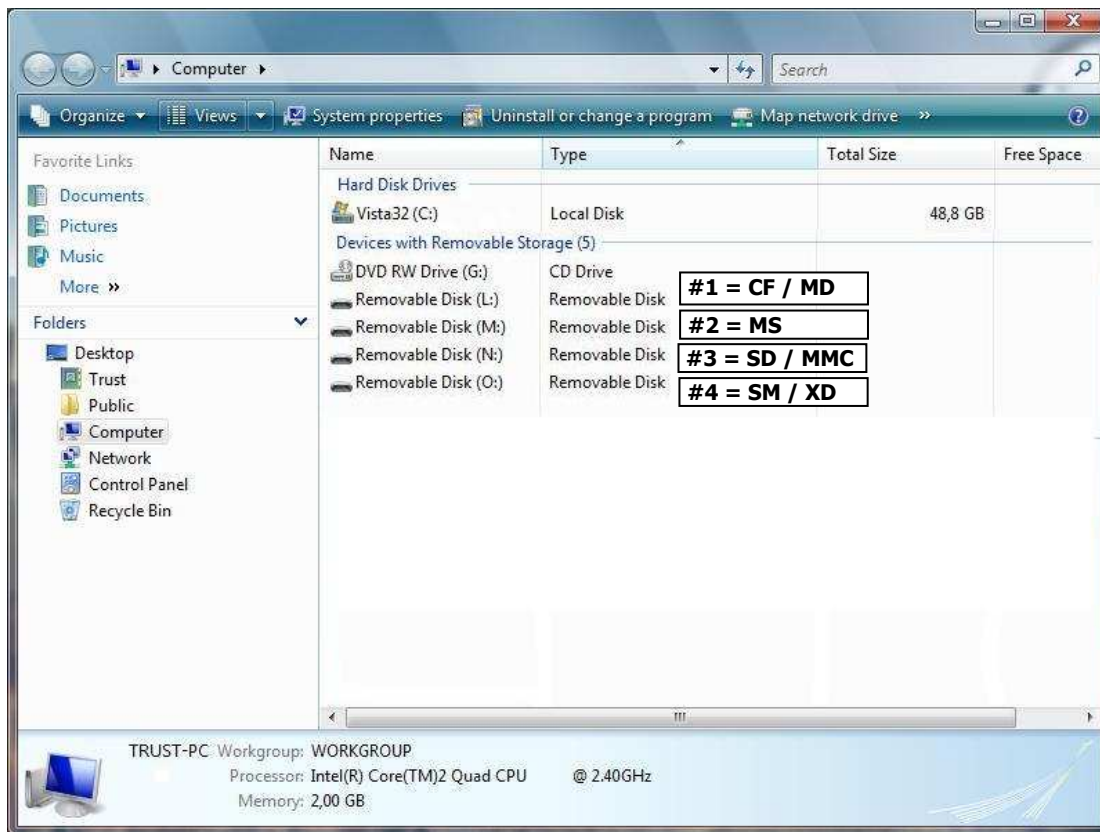 Computer
Search
Organize Views System properties Uninstall or change a program Map network drive »
Favorite Links
Documents
Pictures
Music
More »
Folders
Desktop
Trust
Public
Computer
Network
Control Panel
Recycle Bin
Name Type Total Size Free Space
Hard Disk Drives
Vista32 (C:) Local Disk 48,8 GB
Devices with Removable Storage (5)
DVD RW Drive (G:) CD Drive
Removable Disk (L:) Removable Disk #1 = CF / MD
Removable Disk (M:) Removable Disk #2 = MS
Removable Disk (N:) Removable Disk #3 = SD / MMC
Removable Disk (O:) Removable Disk #4 = SM / XD
TRUST-PC Workgroup: WORKGROUP
Processor: Intel(R) Core(TM)2 Quad CPU @ 2.40GHz
Memory: 2,00 GB